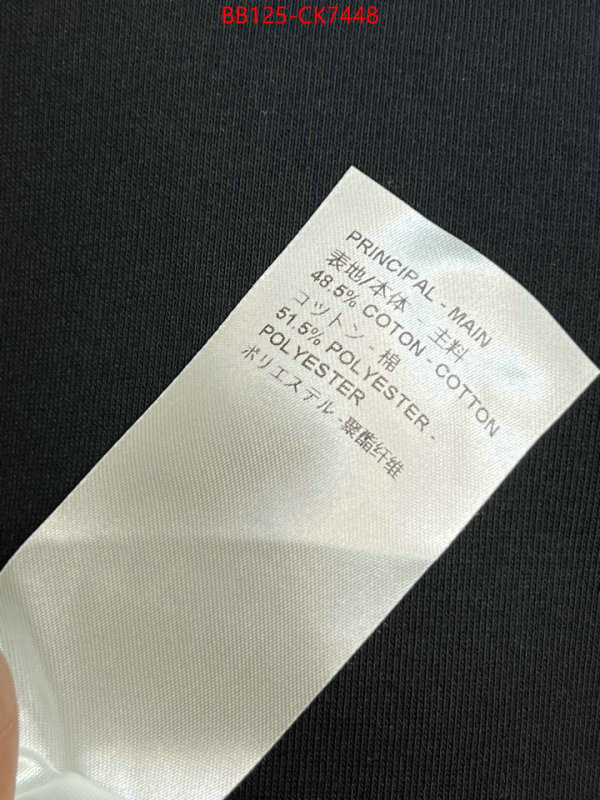 BB125-CK7448
PRINCIPAL - MAIN
表地/本体 - 主料
48.5% COTON - COTTON
コットン - 棉
51.5% POLYESTER -
POLYESTER
ポリエステル - 聚酯纤维